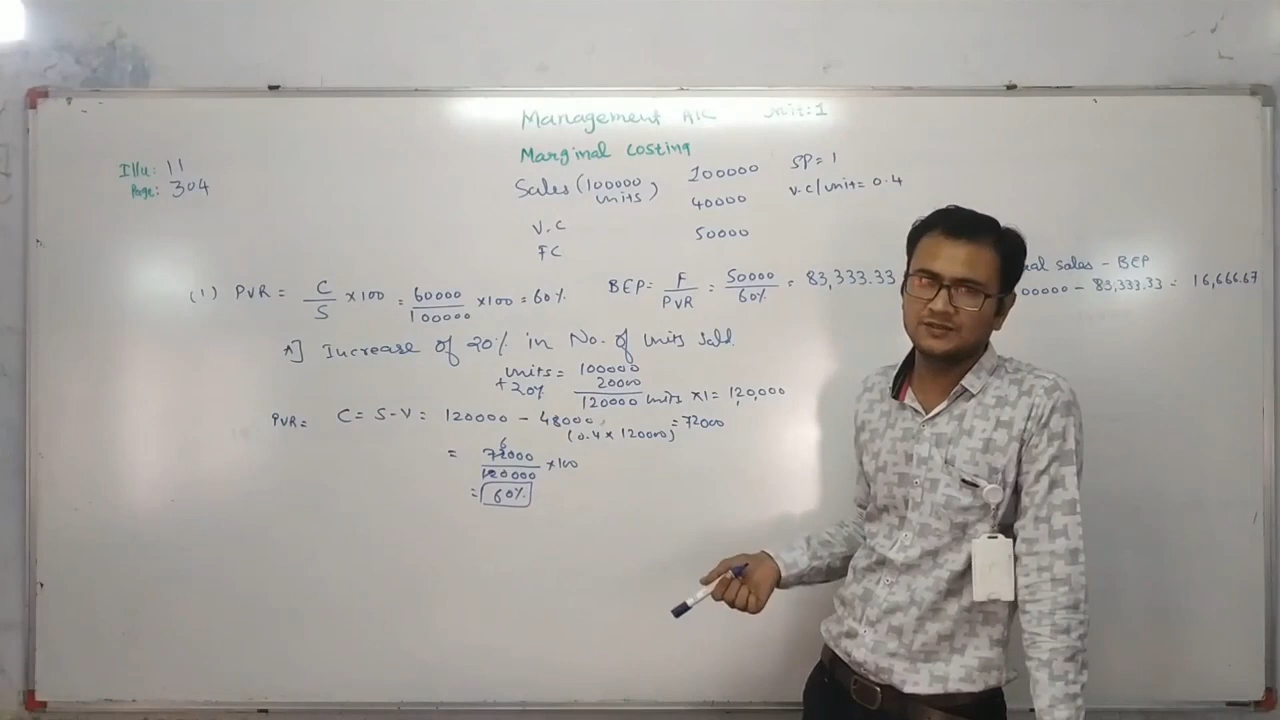 Management A/C Unit:1
Illu: 11
Page: 304
Marginal Costing
Sales (100000 units) 100000 SP = 1
V.C 40000 V.C/unit = 0.4
FC 50000
(1) PVR = C/S ×100 = 60000/100000 ×100 = 60% BEP = F/PVR = 50000/60% = 83,333.33
al sales - BEP
00000 - 83,333.33 = 16,666.67
A] Increase of 20% in No. of units sold.
units = 100000
+20% 20000
120000 units ×1 = 120,000
PVR = C = S-V = 120000 - 48000 = 72000
(0.4 × 120000)
= 6
72000/120000 ×100
= 60%